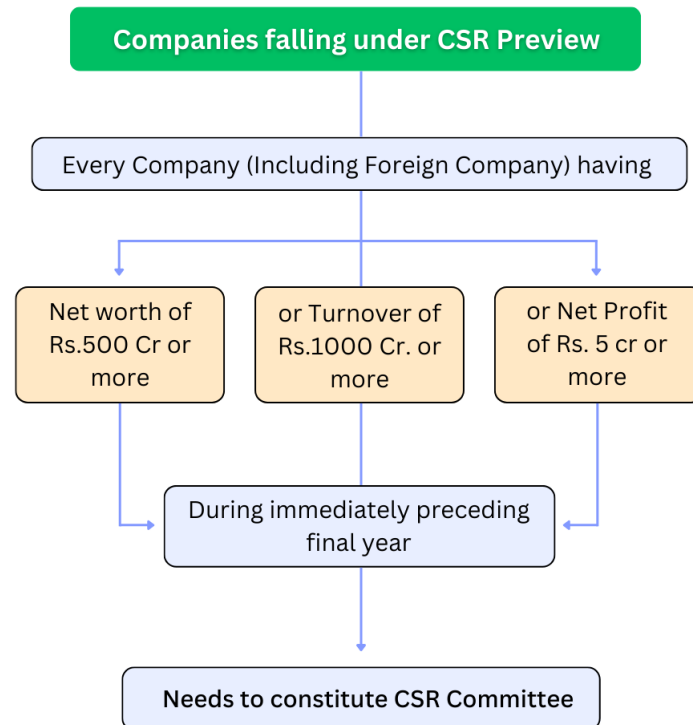 Companies falling under CSR Preview
Every Company (Including Foreign Company) having
Net worth of
Rs.500 Cr or
more
or Turnover of
Rs.1000 Cr. or
more
or Net Profit
of Rs. 5 cr or
more
During immediately preceding
final year
Needs to constitute CSR Committee